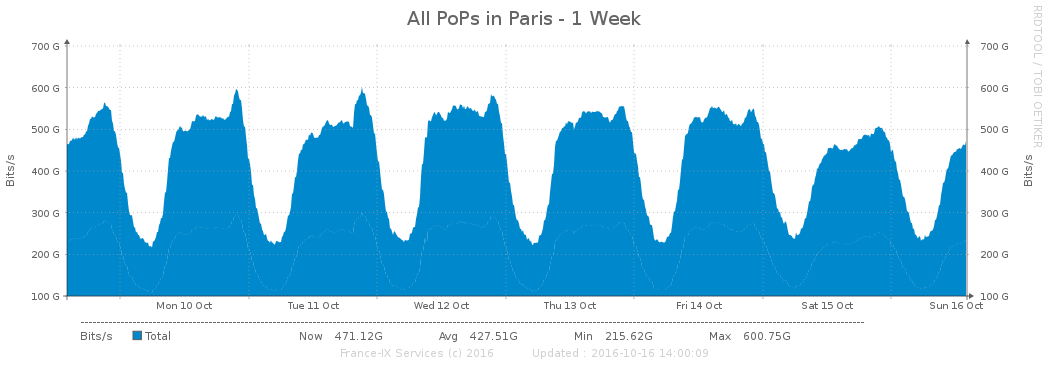 All PoPs in Paris - 1 Week
RRDTOOL / TOBI OETIKER
700 G 700 G
600 G 600 G
500 G 500 G
400 G 400 G
300 G 300 G
200 G 200 G
100 G 100 G
Bits/s
Bits/s
Mon 10 Oct Tue 11 Oct Wed 12 Oct Thu 13 Oct Fri 14 Oct Sat 15 Oct Sun 16 Oct
Bits/s Total Now 471.12G Avg 427.51G Min 215.62G Max 600.75G
France-IX Services (c) 2016 Updated : 2016-10-16 14:00:09